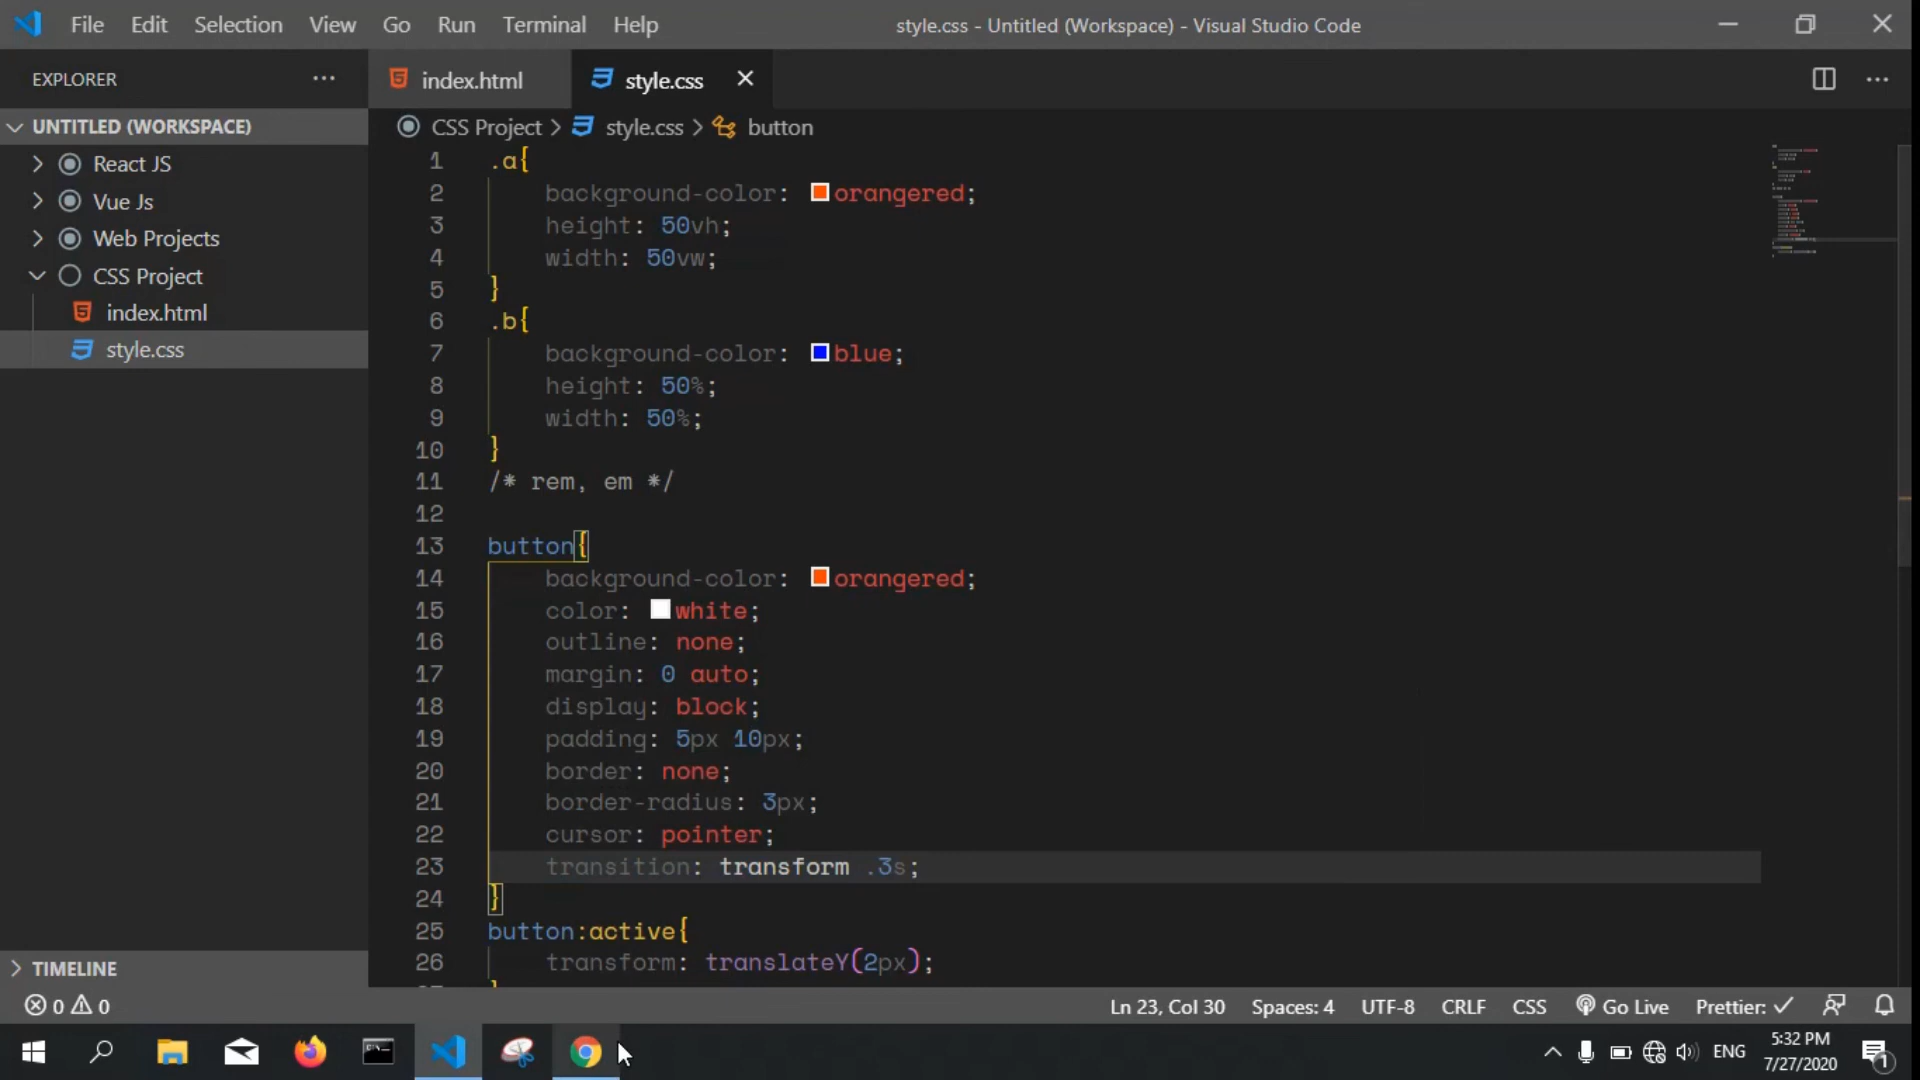 File Edit Selection View Go Run Terminal Help
style.css - Untitled (Workspace) - Visual Studio Code
EXPLORER
index.html
style.css
UNTITLED (WORKSPACE)
React JS
Vue Js
Web Projects
CSS Project
index.html
style.css
TIMELINE
CSS Project > style.css > button
1 .a{
2 background-color: orangered;
3 height: 50vh;
4 width: 50vw;
5 }
6 .b{
7 background-color: blue;
8 height: 50%;
9 width: 50%;
10 }
11 /* rem, em */
12
13 button{
14 background-color: orangered;
15 color: white;
16 outline: none;
17 margin: 0 auto;
18 display: block;
19 padding: 5px 10px;
20 border: none;
21 border-radius: 3px;
22 cursor: pointer;
23 transition: transform .3s;
24 }
25 button:active{
26 transform: translateY(2px);
0 0
Ln 23, Col 30 Spaces: 4 UTF-8 CRLF CSS Go Live Prettier: ✓
ENG
5:32 PM
7/27/2020
1